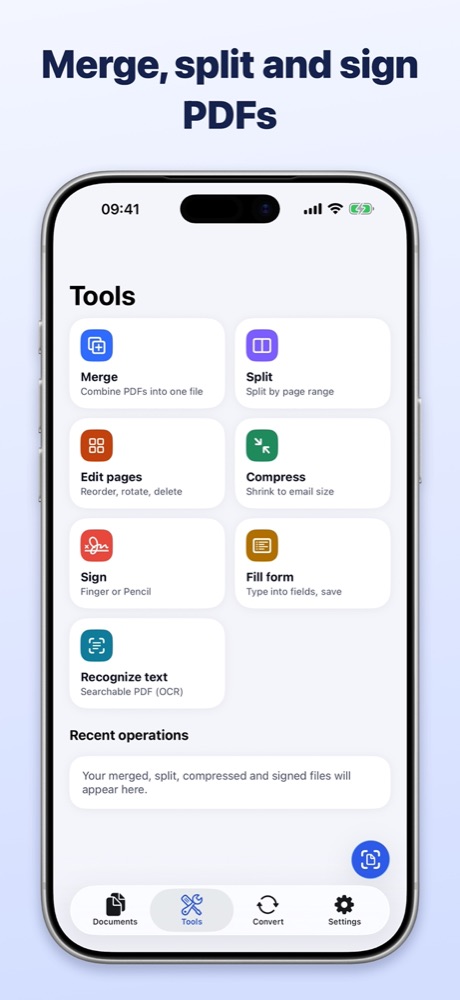 Merge, split and sign
PDFs
09:41
Tools
Merge
Combine PDFs into one file
Split
Split by page range
Edit pages
Reorder, rotate, delete
Compress
Shrink to email size
Sign
Finger or Pencil
Fill form
Type into fields, save
Recognize text
Searchable PDF (OCR)
Recent operations
Your merged, split, compressed and signed files will
appear here.
Documents
Tools
Convert
Settings